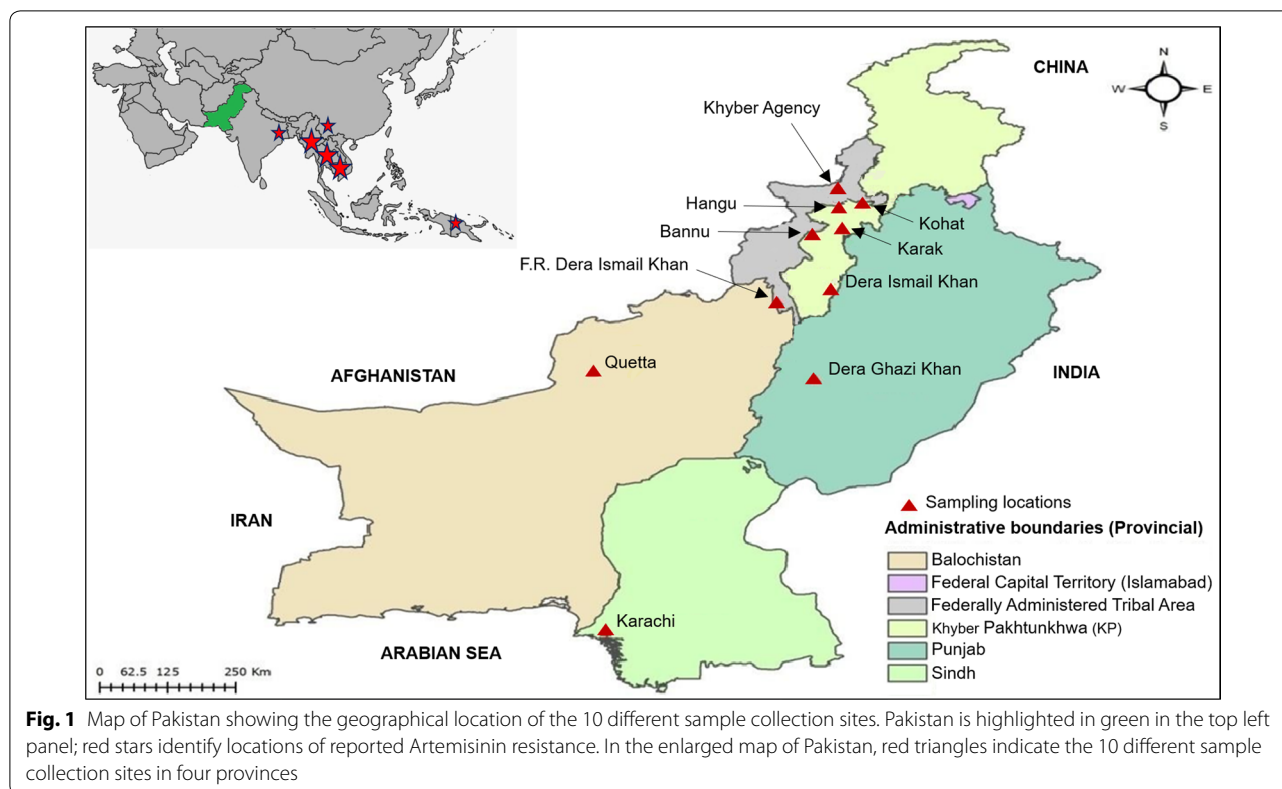 CHINA
N
W E
S
Khyber Agency
Hangu
Kohat
Bannu
Karak
F.R. Dera Ismail Khan
Dera Ismail Khan
Quetta
Dera Ghazi Khan
AFGHANISTAN
INDIA
IRAN
Sampling locations
Administrative boundaries (Provincial)
Balochistan
Federal Capital Territory (Islamabad)
Federally Administered Tribal Area
Khyber Pakhtunkhwa (KP)
Punjab
Sindh
Karachi
ARABIAN SEA
0 62.5 125 250 Km
Fig. 1 Map of Pakistan showing the geographical location of the 10 different sample collection sites. Pakistan is highlighted in green in the top left
panel; red stars identify locations of reported Artemisinin resistance. In the enlarged map of Pakistan, red triangles indicate the 10 different sample
collection sites in four provinces